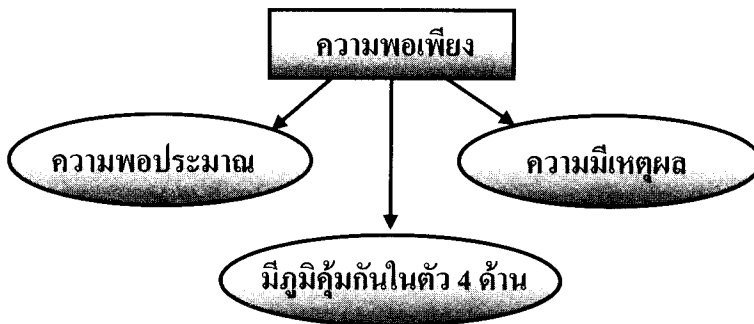 ความพอเพียง
ความพอประมาณ
ความมีเหตุผล
มีภูมิคุ้มกันในตัว 4 ด้าน